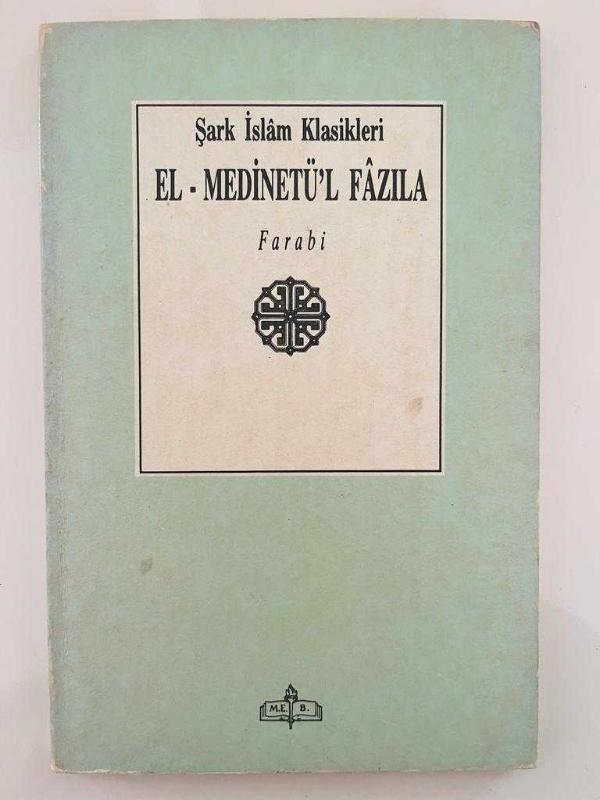 Şark İslâm Klasikleri
EL - MEDİNETÜ'L FÂZILA
Farabi
M.E. B.